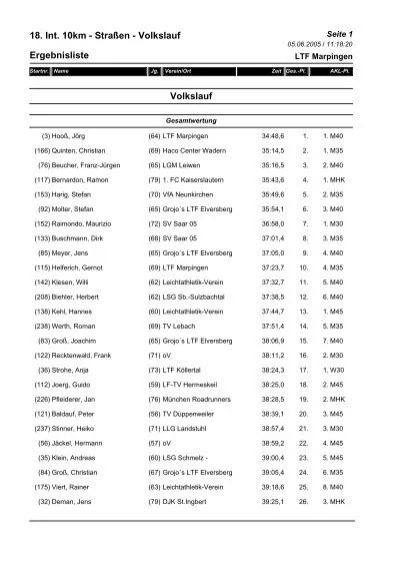 18. Int. 10km - Straßen - Volkslauf Seite 1
05.06.2005 / 11:18:20
Ergebnisliste LTF Marpingen
Startnr. Name Jg. Verein/Ort Zeit Ges.-Pl. AKL-Pl.
Volkslauf
Gesamtwertung
(3) Hooß, Jörg (64) LTF Marpingen 34:48,6 1. 1. M40
(166) Quinten, Christian (69) Haco Center Wadern 35:14,5 2. 1. M35
(76) Beucher, Franz-Jürgen (65) LGM Leiwen 35:16,5 3. 2. M40
(117) Bernardon, Ramon (79) 1. FC Kaiserslautern 35:43,6 4. 1. MHK
(153) Harig, Stefan (70) VfA Neunkirchen 35:49,6 5. 2. M35
(92) Molter, Stefan (65) Grojo´s LTF Elversberg 35:54,1 6. 3. M40
(152) Raimondo, Maurizio (72) SV Saar 05 36:58,0 7. 1. M30
(133) Buschmann, Dirk (68) SV Saar 05 37:01,4 8. 3. M35
(85) Meyer, Jens (65) Grojo´s LTF Elversberg 37:05,0 9. 4. M40
(115) Helferich, Gernot (69) LTF Marpingen 37:23,7 10. 4. M35
(142) Klesen, Willi (62) Leichtathletik-Verein 37:32,7 11. 5. M40
(208) Biehler, Herbert (62) LSG Sb.-Sulzbachtal 37:38,5 12. 6. M40
(138) Kehl, Hannes (60) Leichtathletik-Verein 37:44,7 13. 1. M45
(238) Werth, Roman (69) TV Lebach 37:51,4 14. 5. M35
(83) Groß, Joachim (65) Grojo´s LTF Elversberg 38:06,9 15. 7. M40
(122) Recktenwald, Frank (71) oV 38:11,2 16. 2. M30
(36) Strohe, Anja (73) LTF Köllertal 38:24,3 17. 1. W30
(112) Joerg, Guido (59) LF-TV Hermeskeil 38:25,0 18. 2. M45
(226) Pfleiderer, Jan (76) München Roadrunners 38:28,5 19. 2. MHK
(121) Baldauf, Peter (56) TV Düppenweiler 38:39,1 20. 3. M45
(237) Stinner, Heiko (71) LLG Landstuhl 38:57,4 21. 3. M30
(56) Jäckel, Hermann (57) oV 38:59,2 22. 4. M45
(35) Klein, Andreas (60) LSG Schmelz - 39:00,4 23. 5. M45
(84) Groß, Christian (67) Grojo´s LTF Elversberg 39:05,4 24. 6. M35
(175) Viert, Rainer (63) Leichtathletik-Verein 39:18,6 25. 8. M40
(32) Deman, Jens (79) DJK St.Ingbert 39:25,1 26. 3. MHK